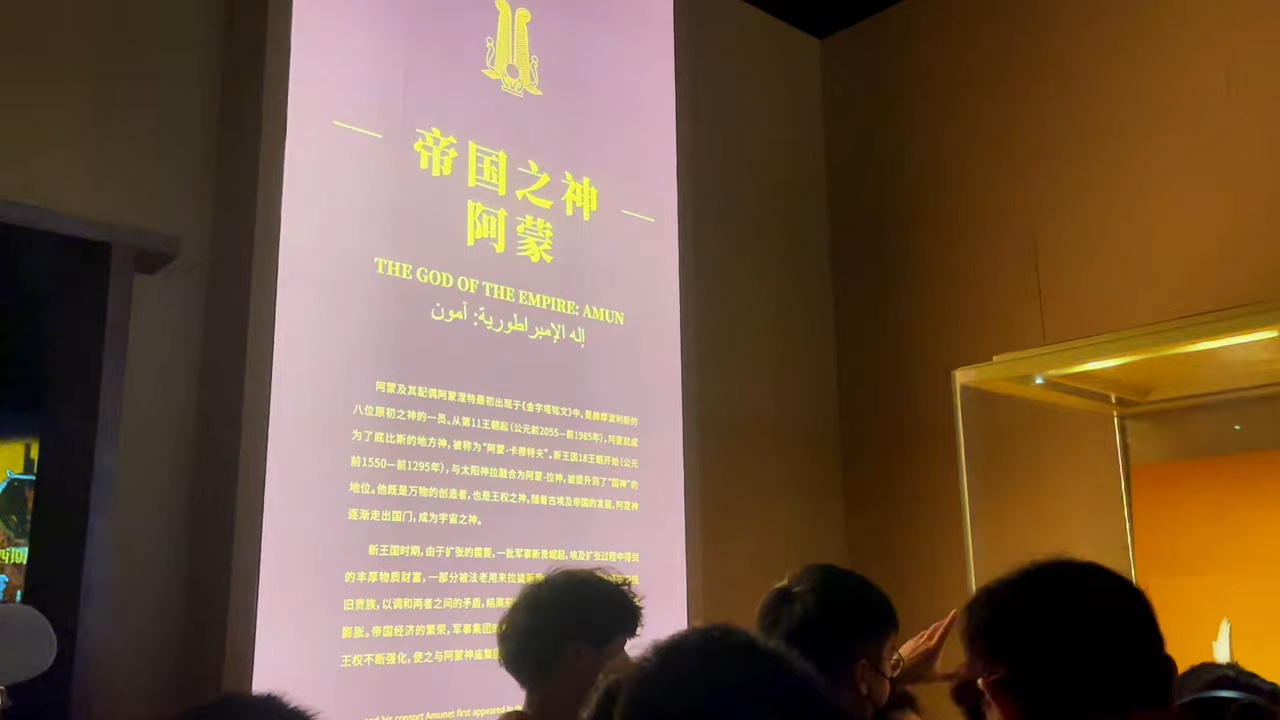 帝国之神
阿蒙
THE GOD OF THE EMPIRE: AMUN
إله الإمبراطورية: آمون
阿蒙及其配偶阿蒙涅特最初出现于《金字塔铭文》中，是赫摩波利斯的
八位原初之神的一员。从第11王朝起（公元前2055—前1985年），阿蒙就成
为了底比斯的地方神，被称为“阿蒙-卡穆特夫”。新王国18王朝开始（公元
前1550—前1295年），与太阳神拉融合为阿蒙-拉神，被提升到了“国神”的
地位。他既是万物的创造者，也是王权之神。随着古埃及帝国的发展，阿蒙神
逐渐走出国门，成为宇宙之神。
新王国时期，由于扩张的需要，一批军事新贵崛起，埃及扩张过程中得到
的丰厚物质财富，一部分被法老用来拉拢新
旧贵族，以调和两者之间的矛盾，结果
膨胀。帝国经济的繁荣，军事集团
王权不断强化，使之与阿蒙神庙集团
and his consort Amunet first appeared in the